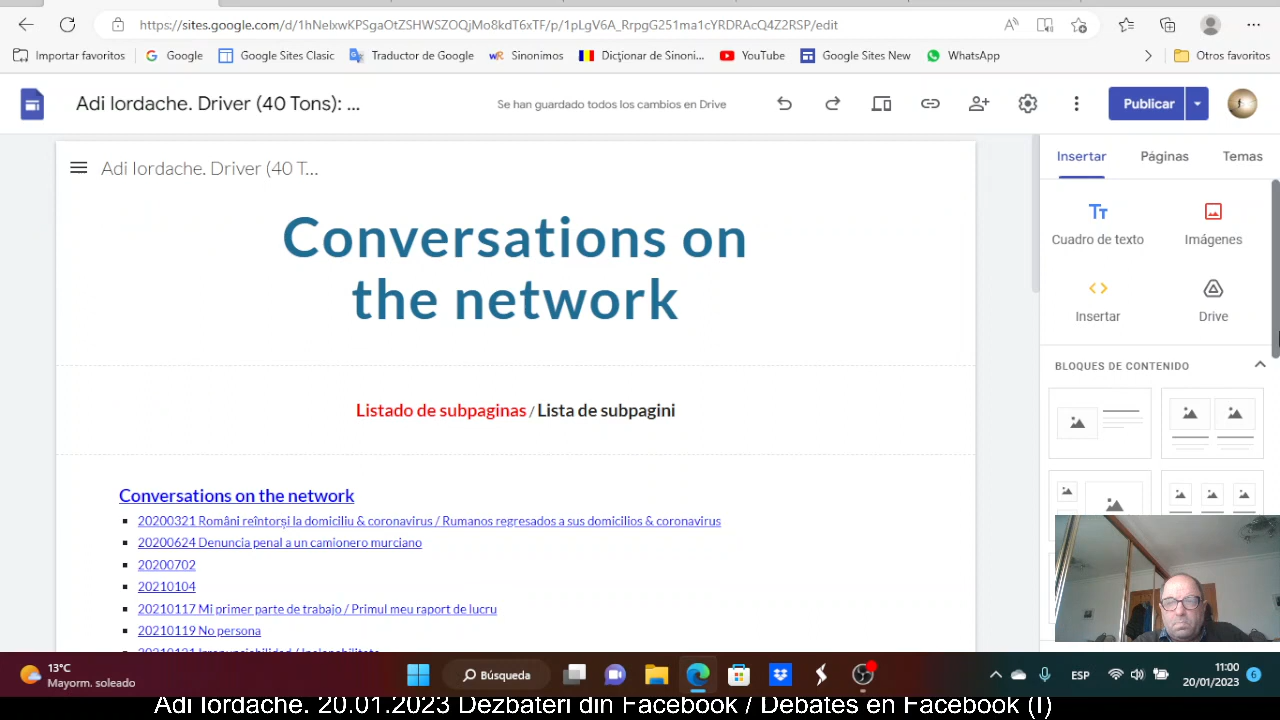 https://sites.google.com/d/1hNelxwKPSgaOtZSHWSZOQjMo8kdT6xTF/p/1pLgV6A_RrpgG251ma1cYRDRAcQ4Z2RSP/edit
Importar favoritos
Google
Google Sites Clasic
Traductor de Google
Sinonimos
Dicționar de Sinoni...
YouTube
Google Sites New
WhatsApp
Otros favoritos
Adi Iordache. Driver (40 Tons): ...
Se han guardado todos los cambios en Drive
Publicar
Adi Iordache. Driver (40 T...
Insertar
Páginas
Temas
Conversations on
the network
Cuadro de texto
Imágenes
Insertar
Drive
BLOQUES DE CONTENIDO
Listado de subpaginas / Lista de subpagini
Conversations on the network
20200321 Români reîntorși la domiciliu & coronavirus / Rumanos regresados a sus domicilios & coronavirus
20200624 Denuncia penal a un camionero murciano
20200702
20210104
20210117 Mi primer parte de trabajo / Primul meu raport de lucru
20210119 No persona
13°C
Mayorm. soleado
Búsqueda
ESP
11:00
20/01/2023
6
Adi Iordache. 20.01.2023 Dezbateri din Facebook / Debates en Facebook (I)